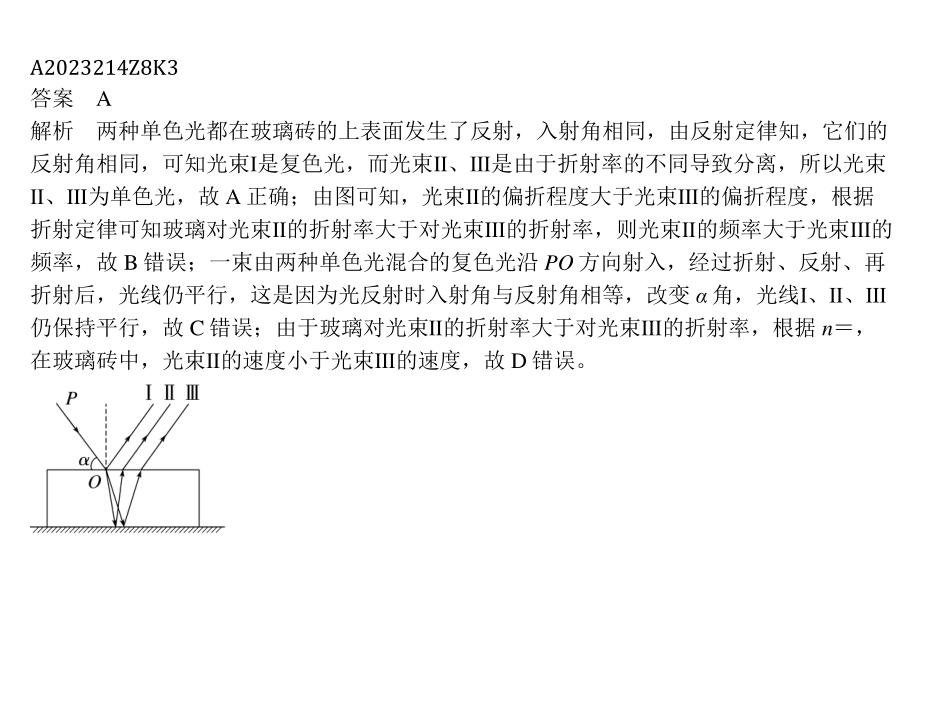 A2023214Z8K3
答案　A
解析　两种单色光都在玻璃砖的上表面发生了反射，入射角相同，由反射定律知，它们的
反射角相同，可知光束Ⅰ是复色光，而光束Ⅱ、Ⅲ是由于折射率的不同导致分离，所以光束
Ⅱ、Ⅲ为单色光，故 A 正确；由图可知，光束Ⅱ的偏折程度大于光束Ⅲ的偏折程度，根据
折射定律可知玻璃对光束Ⅱ的折射率大于对光束Ⅲ的折射率，则光束Ⅱ的频率大于光束Ⅲ的
频率，故 B 错误；一束由两种单色光混合的复色光沿 PO 方向射入，经过折射、反射、再
折射后，光线仍平行，这是因为光反射时入射角与反射角相等，改变 α 角，光线Ⅰ、Ⅱ、Ⅲ
仍保持平行，故 C 错误；由于玻璃对光束Ⅱ的折射率大于对光束Ⅲ的折射率，根据 n＝，
在玻璃砖中，光束Ⅱ的速度小于光束Ⅲ的速度，故 D 错误。
P Ⅰ Ⅱ Ⅲ
α
O